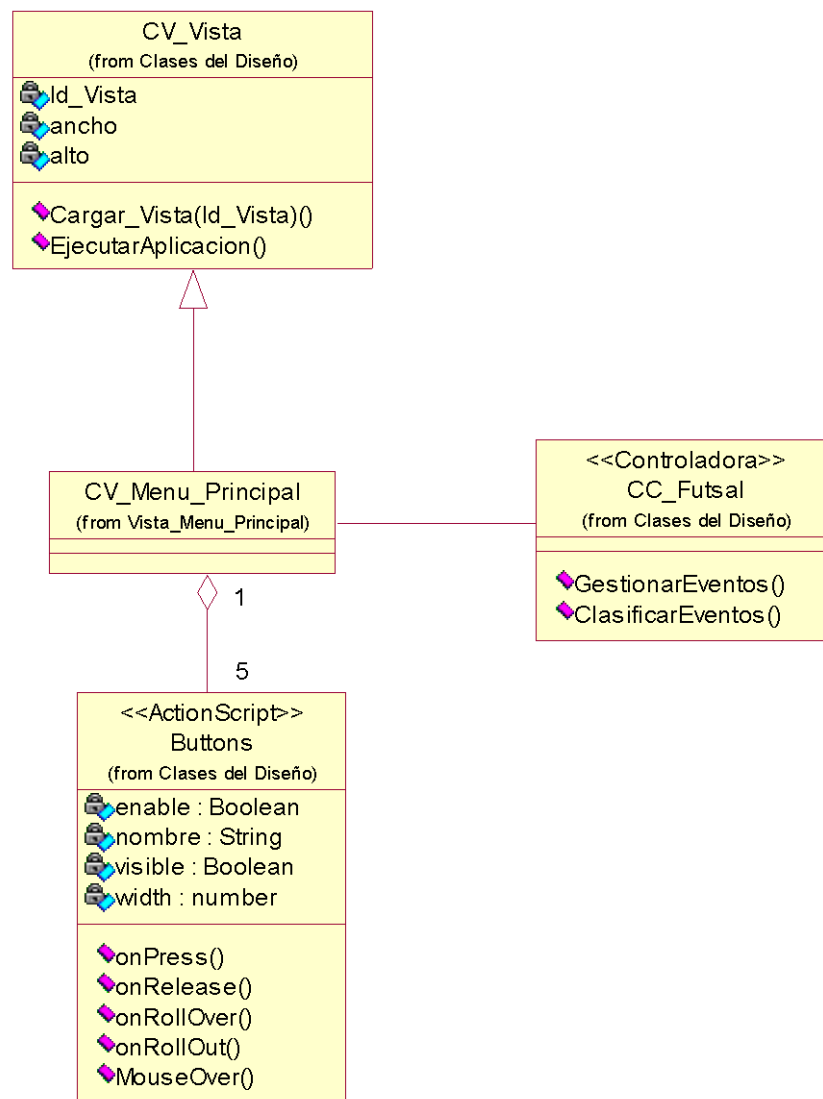 CV_Vista
(from Clases del Diseño)
Id_Vista
ancho
alto
Cargar_Vista(Id_Vista)()
EjecutarAplicacion()
CV_Menu_Principal
(from Vista_Menu_Principal)
<<Controladora>>
CC_Futsal
(from Clases del Diseño)
GestionarEventos()
ClasificarEventos()
1
5
<<ActionScript>>
Buttons
(from Clases del Diseño)
enable : Boolean
nombre : String
visible : Boolean
width : number
onPress()
onRelease()
onRollOver()
onRollOut()
MouseOver()